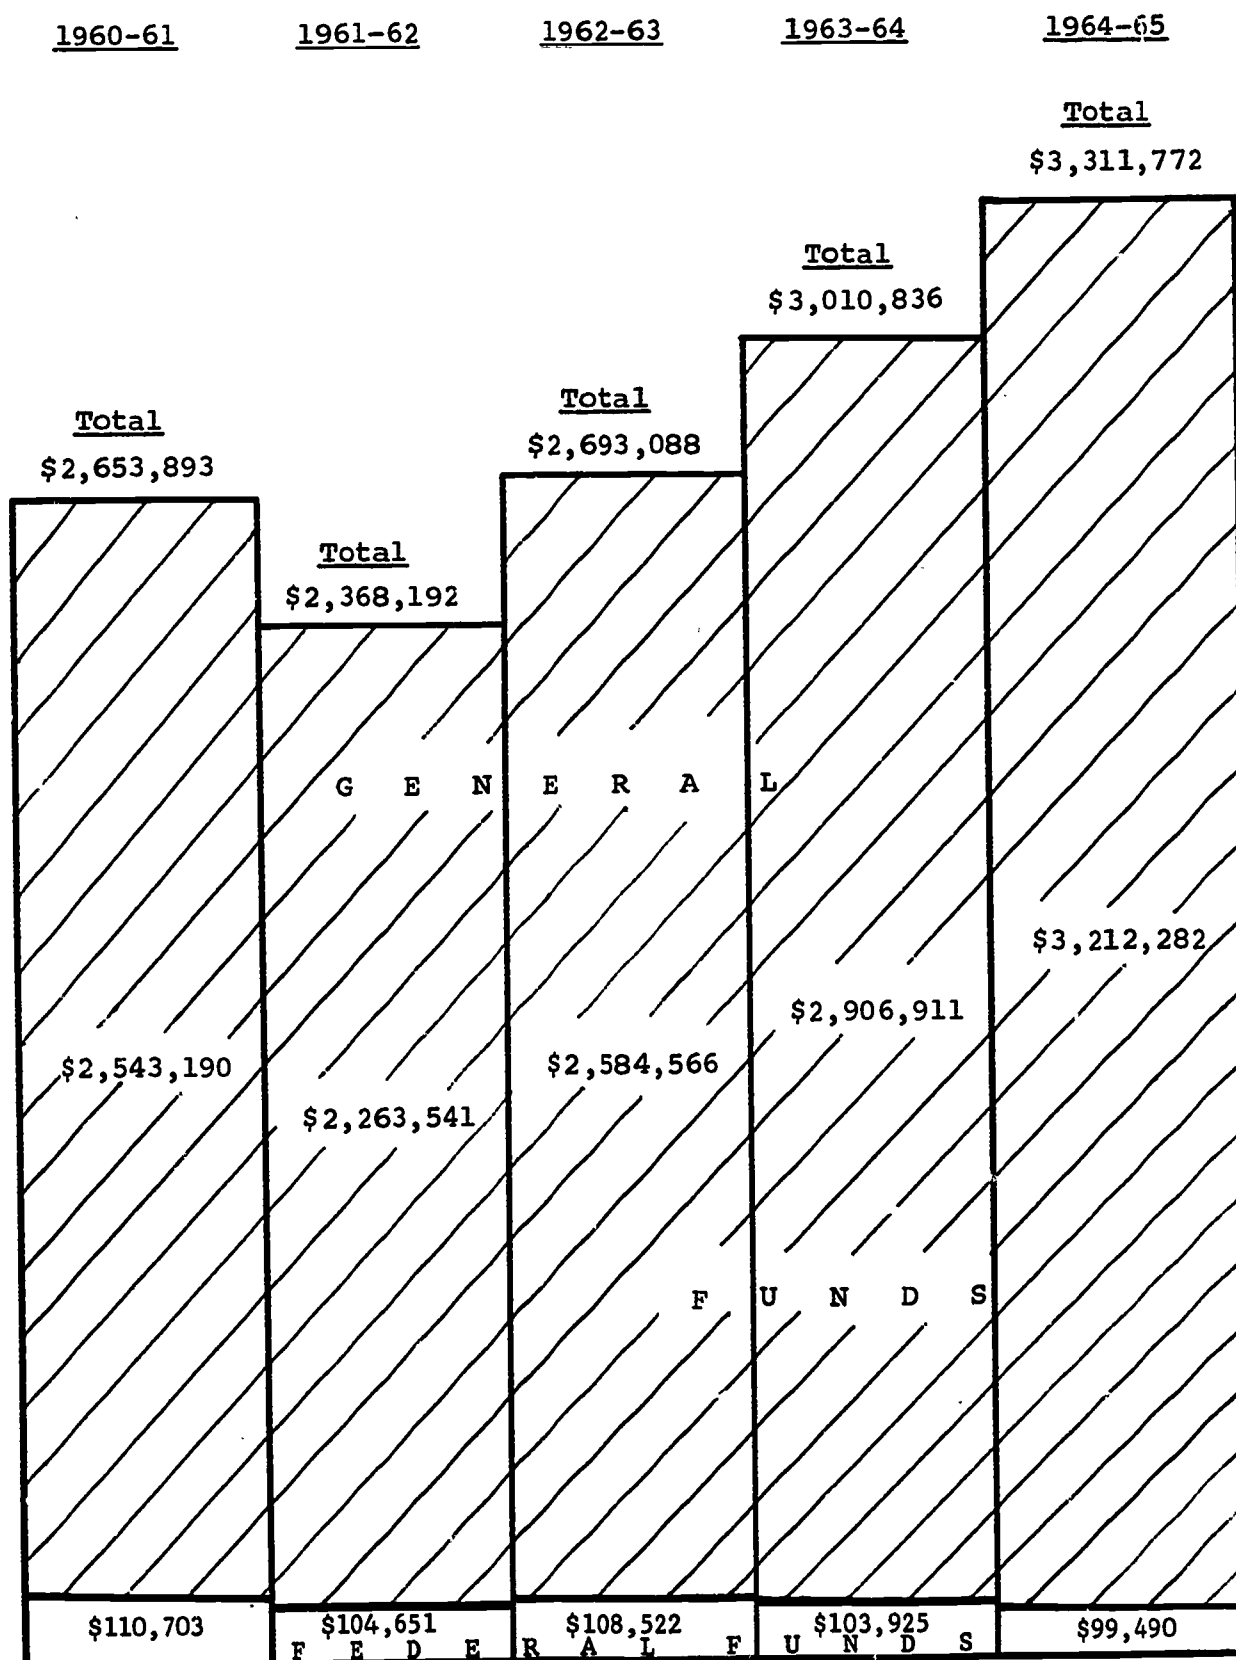 1960-61 1961-62 1962-63 1963-64 1964-65
Total
$3,311,772
Total
$3,010,836
Total
$2,693,088
Total
$2,653,893
Total
$2,368,192
G E N E R A L
$3,212,282
$2,906,911
$2,584,566
$2,543,190
$2,263,541
F U N D S
$110,703 $104,651 $108,522 $103,925 $99,490
F E D E R A L F U N D S